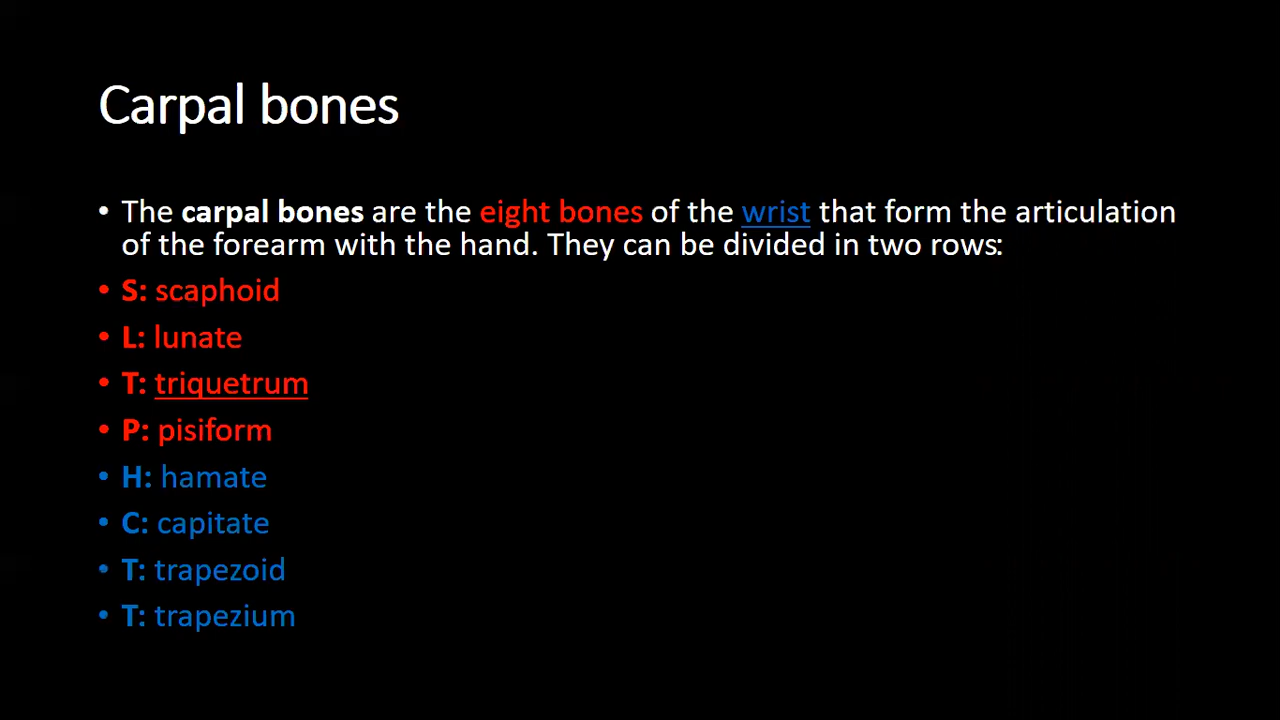 Carpal bones
• The carpal bones are the eight bones of the wrist that form the articulation
of the forearm with the hand. They can be divided in two rows:
• S: scaphoid
• L: lunate
• T: triquetrum
• P: pisiform
• H: hamate
• C: capitate
• T: trapezoid
• T: trapezium